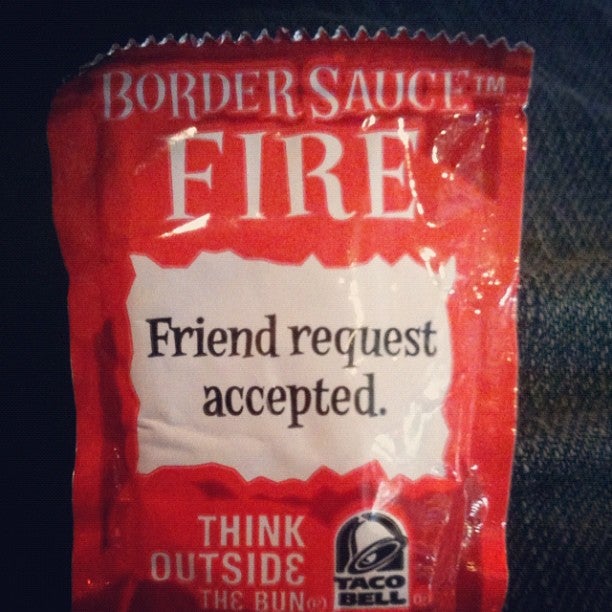 BORDER SAUCE™
FIRE
Friend request
accepted.
THINK
OUTSIDE
THE BUN®
TACO
BELL®